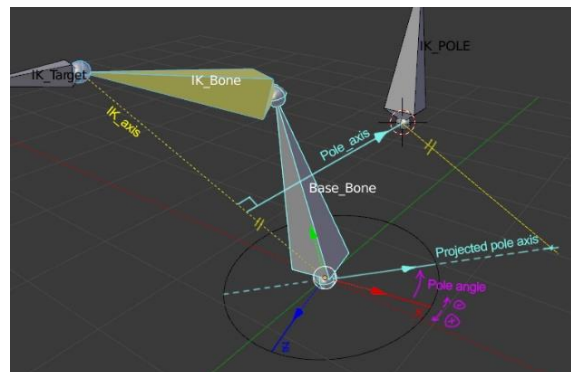 IK_POLE
IK_Target
IK_Bone
IK_axis
Pole_axis
Base_Bone
Projected pole axis
Pole angle
x
z